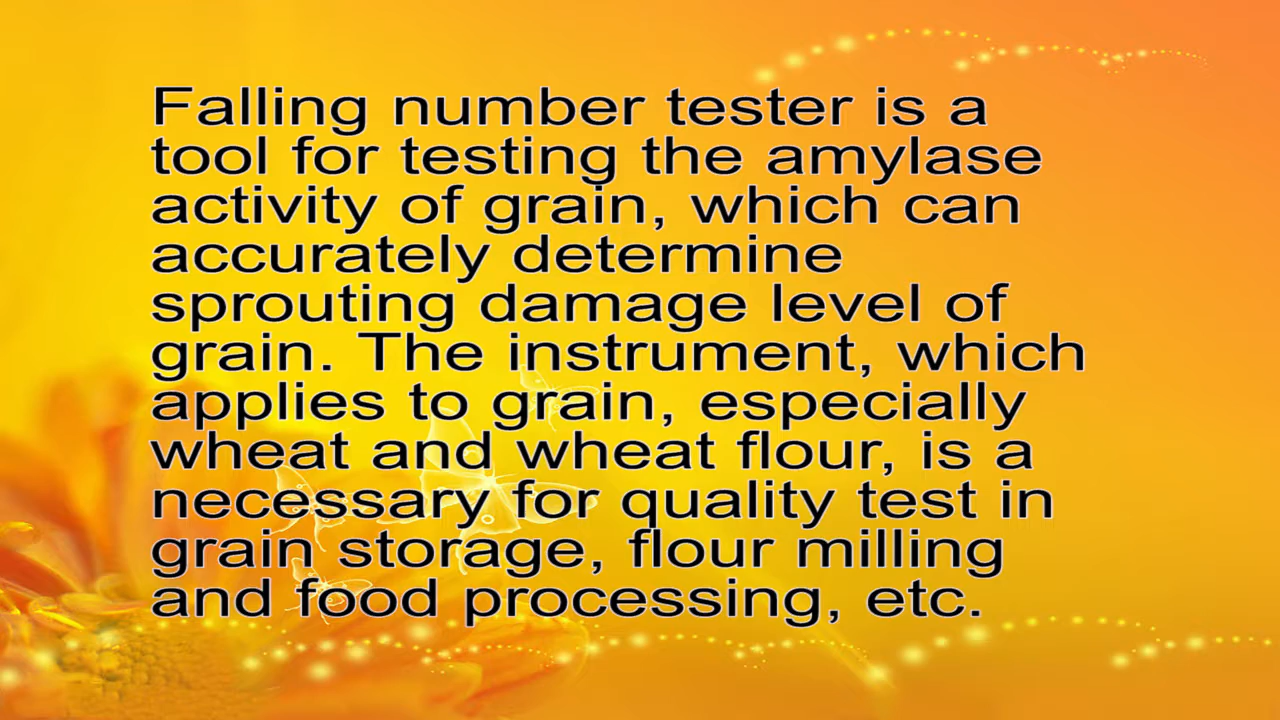 Falling number tester is a
tool for testing the amylase
activity of grain, which can
accurately determine
sprouting damage level of
grain. The instrument, which
applies to grain, especially
wheat and wheat flour, is a
necessary for quality test in
grain storage, flour milling
and food processing, etc.